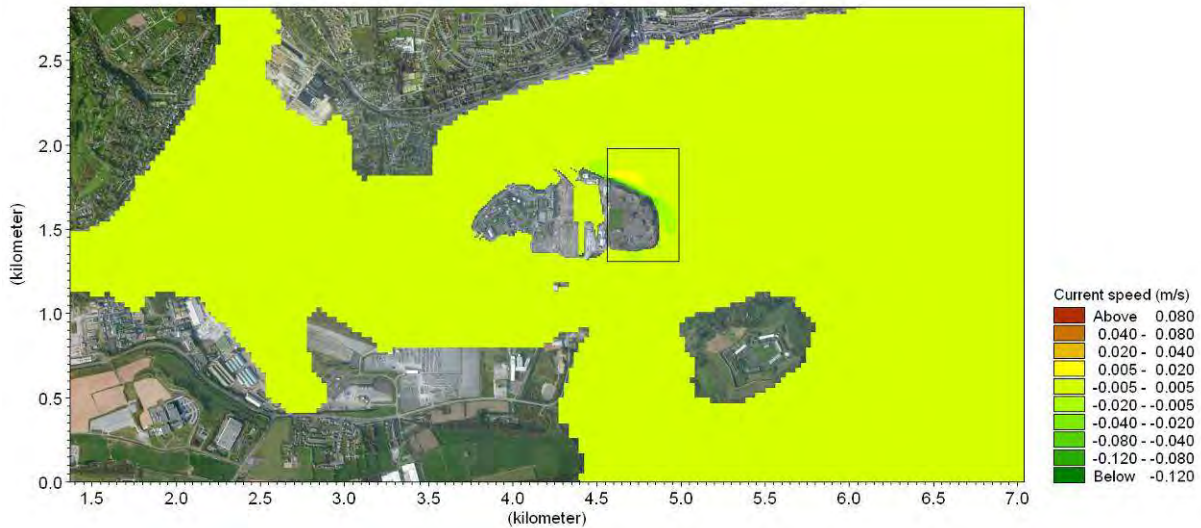 2.5
2.0
1.5
1.0
0.5
0.0
(kilometer)
1.5 2.0 2.5 3.0 3.5 4.0 4.5 5.0 5.5 6.0 6.5 7.0
(kilometer)
Current speed (m/s)
Above 0.080
0.040 - 0.080
0.020 - 0.040
0.005 - 0.020
-0.005 - 0.005
-0.020 - -0.005
-0.040 - -0.020
-0.080 - -0.040
-0.120 - -0.080
Below -0.120